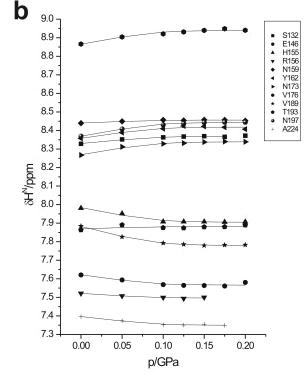 b
9.0
8.9
8.8
8.7
8.6
8.5
8.4
8.3
8.2
8.1
8.0
7.9
7.8
7.7
7.6
7.5
7.4
7.3
δHᴺ/ppm
0.00
0.05
0.10
0.15
0.20
p/GPa
S132
E146
H155
R156
N159
Y162
N173
V176
V189
T193
N197
A224